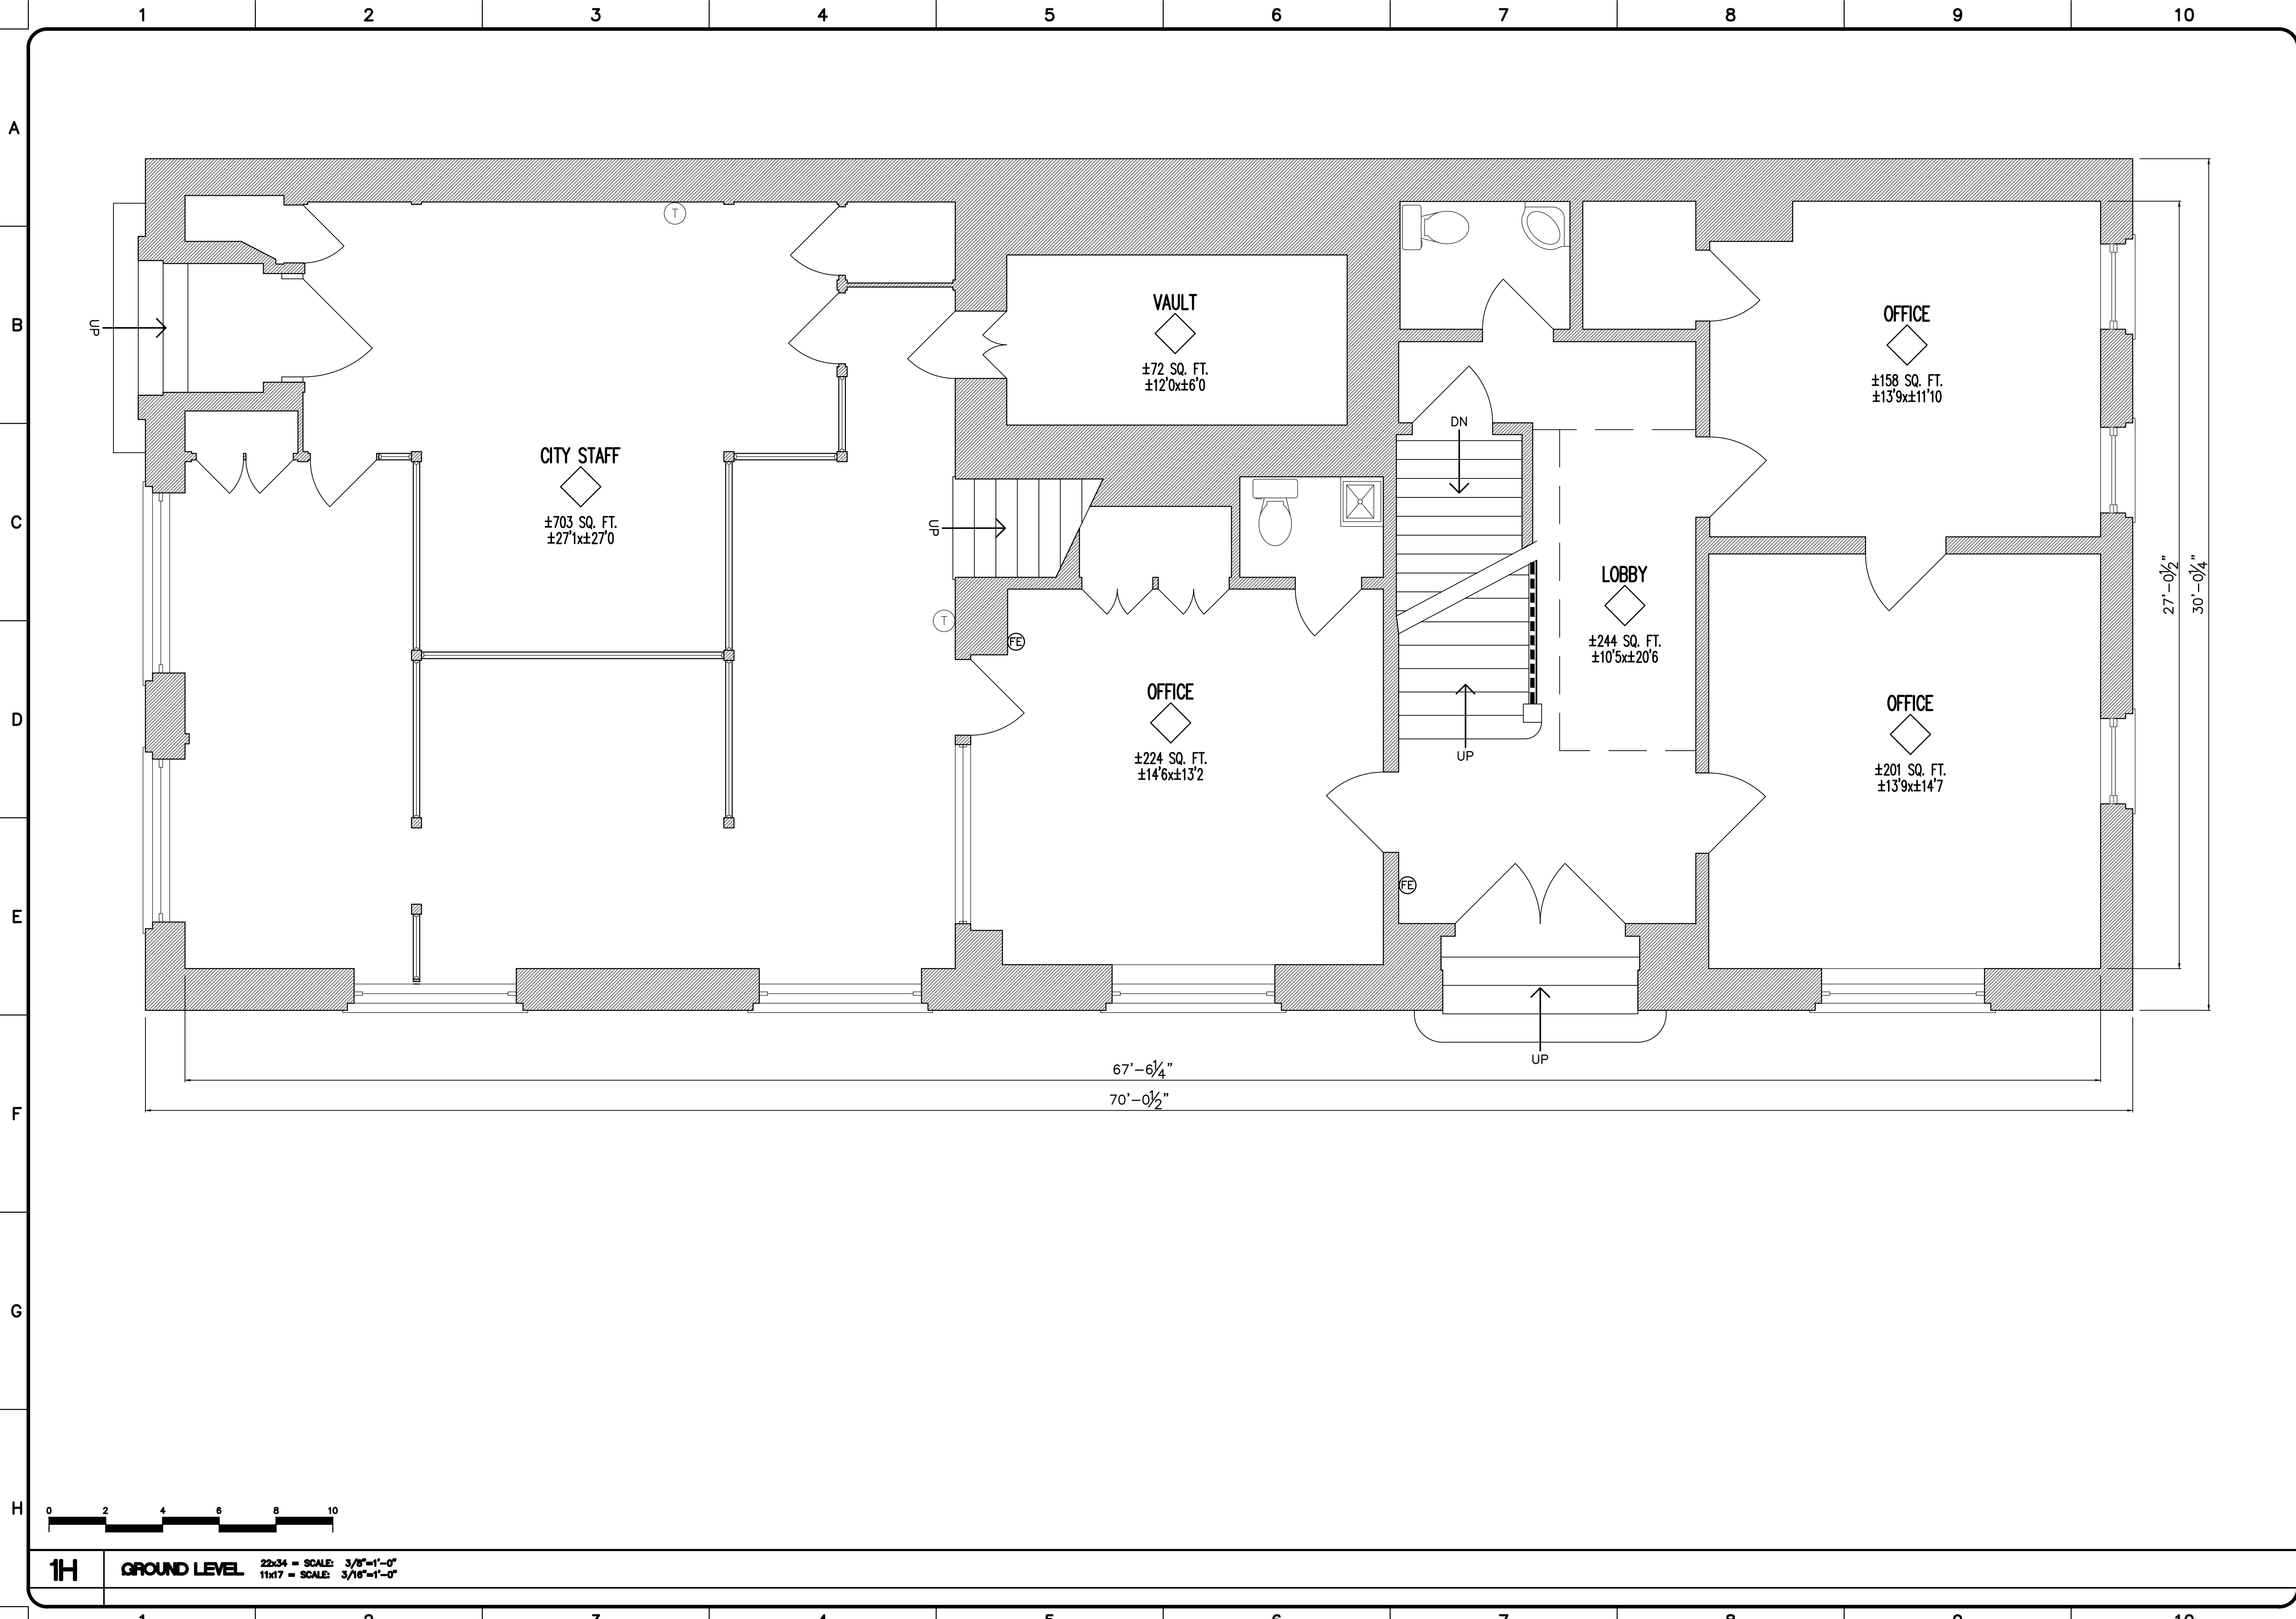 1 2 3 4 5 6 7 8 9 10
A
B
C
D
E
F
G
H
T
UP
VAULT
±72 SQ. FT.
±12'0x±6'0
OFFICE
±158 SQ. FT.
±13'9x±11'10
DN
CITY STAFF
±703 SQ. FT.
±27'1x±27'0
UP
LOBBY
±244 SQ. FT.
±10'5x±20'6
27'-0½"
30'-0¼"
T
FE
OFFICE
±224 SQ. FT.
±14'6x±13'2
UP
OFFICE
±201 SQ. FT.
±13'9x±14'7
FE
UP
67'-6¼"
70'-0½"
0 2 4 6 8 10
1H
GROUND LEVEL
22x34 = SCALE: 3/8"=1'-0"
11x17 = SCALE: 3/16"=1'-0"